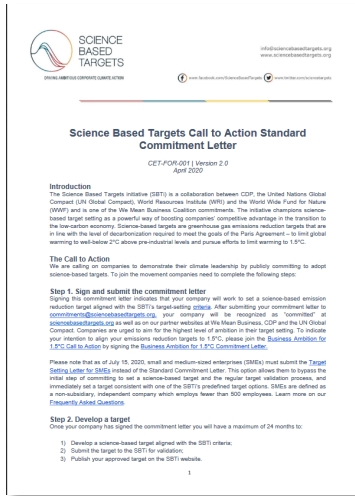 SCIENCE
BASED
TARGETS
DRIVING AMBITIOUS CORPORATE CLIMATE ACTION
info@sciencebasedtargets.org
www.sciencebasedtargets.org
www.facebook.com/ScienceBasedTargets
www.twitter.com/sciencetargets
Science Based Targets Call to Action Standard
Commitment Letter
CET-FOR-001 | Version 2.0
April 2020
Introduction
The Science Based Targets initiative (SBTi) is a collaboration between CDP, the United Nations Global
Compact (UN Global Compact), World Resources Institute (WRI) and the World Wide Fund for Nature
(WWF) and is one of the We Mean Business Coalition commitments. The initiative champions science-
based target setting as a powerful way of boosting companies' competitive advantage in the transition to
the low-carbon economy. Science-based targets are greenhouse gas emissions reduction targets that are
in line with the level of decarbonization required to meet the goals of the Paris Agreement – to limit global
warming to well-below 2°C above pre-industrial levels and pursue efforts to limit warming to 1.5°C.
The Call to Action
We are calling on companies to demonstrate their climate leadership by publicly committing to adopt
science-based targets. To join the movement companies need to complete the following steps:
Step 1. Sign and submit the commitment letter
Signing this commitment letter indicates that your company will work to set a science-based emission
reduction target aligned with the SBTi's target-setting criteria. After submitting your commitment letter to
commitments@sciencebasedtargets.org, your company will be recognized as "committed" at
sciencebasedtargets.org as well as on our partner websites at We Mean Business, CDP and the UN Global
Compact. Companies are urged to aim for the highest level of ambition in their target setting. To indicate
your intention to align your emissions reduction targets to 1.5°C, please join the Business Ambition for
1.5°C Call to Action by signing the Business Ambition for 1.5°C Commitment Letter.
Please note that as of July 15, 2020, small and medium-sized enterprises (SMEs) must submit the Target
Setting Letter for SMEs instead of the Standard Commitment Letter. This option allows them to bypass the
initial step of committing to set a science-based target and the regular target validation process, and
immediately set a target consistent with one of the SBTi's predefined target options. SMEs are defined as
a non-subsidiary, independent company which employs fewer than 500 employees. Learn more on our
Frequently Asked Questions.
Step 2. Develop a target
Once your company has signed the commitment letter you will have a maximum of 24 months to:
1) Develop a science-based target aligned with the SBTi criteria;
2) Submit the target to the SBTi for validation;
3) Publish your approved target on the SBTi website.
1